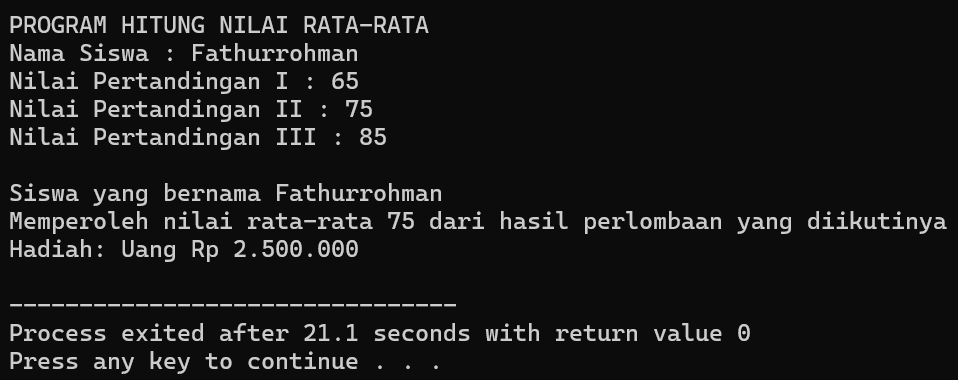 PROGRAM HITUNG NILAI RATA-RATA
Nama Siswa : Fathurrohman
Nilai Pertandingan I : 65
Nilai Pertandingan II : 75
Nilai Pertandingan III : 85
Siswa yang bernama Fathurrohman
Memperoleh nilai rata-rata 75 dari hasil perlombaan yang diikutinya
Hadiah: Uang Rp 2.500.000
--------------------------------
Process exited after 21.1 seconds with return value 0
Press any key to continue . . .